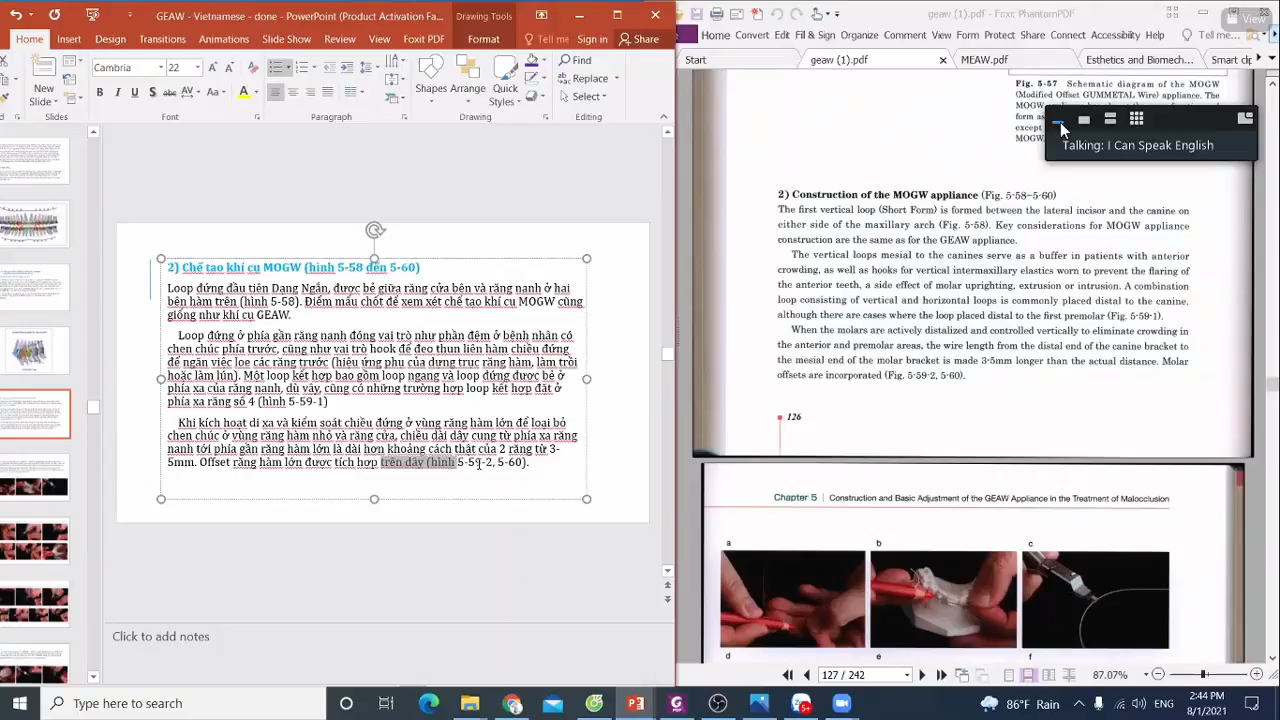 GEAW - Vietnamese - done - PowerPoint (Product Activation Fa...
Drawing Tools
Home Insert Design Transitions Animations Slide Show Review View Foxit PDF Format Tell me... Sign in Share
New
Slide
Slides
Cambria 22
B I U S abc AV Aa A
Font
Paragraph
Shapes Arrange Quick
Styles
Drawing
Find
Replace
Select
Editing
2) Chế tạo khí cụ MOGW (hình 5-58 đến 5-60)
Loop đứng đầu tiên Dạng Ngắn, được bẻ giữa răng cửa bên và răng nanh ở hai
bên hàm trên (hình 5-58). Điểm mấu chốt để xem xét chế tạo khí cụ MOGW cũng
giống như khí cụ GEAW.
Loop đứng ở phía gần răng nanh đóng vai trò như phần đệm ở bệnh nhân có
chen chúc phía trước, cũng như vai trò hook để đeo thun liên hàm chiều đứng
để ngăn việc loe các răng trước (hiệu ứng phụ của dựng trục răng hàm, làm trồi
hoặc làm lún). Một loop kết hợp bao gồm loop ngang và loop đứng được bẻ ở
phía xa của răng nanh, dù vậy, cũng có những trường hợp loop kết hợp đặt ở
phía xa răng số 4 (hình 5-59-1)
Khi kích hoạt di xa và kiểm soát chiều đứng ở vùng răng hàm lớn để loại bỏ
chen chúc ở vùng răng hàm nhỏ và răng cửa, chiều dài dây cung từ phía xa răng
nanh tới phía gần răng hàm lớn là dài hơn khoảng cách thật của 2 răng từ 3-
5mm. Offset răng hàm lớn được tích hợp trên dây (hình 5-59-2, 5-60).
Click to add notes
geaw (1).pdf - Foxit PhantomPDF
View
Home Convert Edit Fill & Sign Organize Comment View Form Protect Share Connect Accessibility Help Tell me...
Start geaw (1).pdf MEAW.pdf Esthetics and Biomech... Smart clip
Fig. 5-57 Schematic diagram of the MOGW
(Modified Offset GUMMETAL Wire) appliance. The
MOGW
form as
except
MOGW.
Talking: I Can Speak English
2) Construction of the MOGW appliance (Fig. 5-58~5-60)
The first vertical loop (Short Form) is formed between the lateral incisor and the canine on
either side of the maxillary arch (Fig. 5-58). Key considerations for MOGW appliance
construction are the same as for the GEAW appliance.
The vertical loops mesial to the canines serve as a buffer in patients with anterior
crowding, as well as hooks for vertical intermaxillary elastics worn to prevent the flaring of
the anterior teeth, a side effect of molar uprighting, extrusion or intrusion. A combination
loop consisting of vertical and horizontal loops is commonly placed distal to the canine,
although there are cases where the loop placed distal to the first premolar (Fig. 5-59-1).
When the molars are actively distalized and controlled vertically to eliminate crowding in
the anterior and premolar areas, the wire length from the distal end of the canine bracket to
the mesial end of the molar bracket is made 3-5mm longer than the actual distance. Molar
offsets are incorporated (Fig. 5-59-2, 5-60).
126
Chapter 5 | Construction and Basic Adjustment of the GEAW Appliance in the Treatment of Malocclusion
a b c
d e f
127 / 242
87.07%
Type here to search
86°F Rain
ENG
2:44 PM
8/1/2021